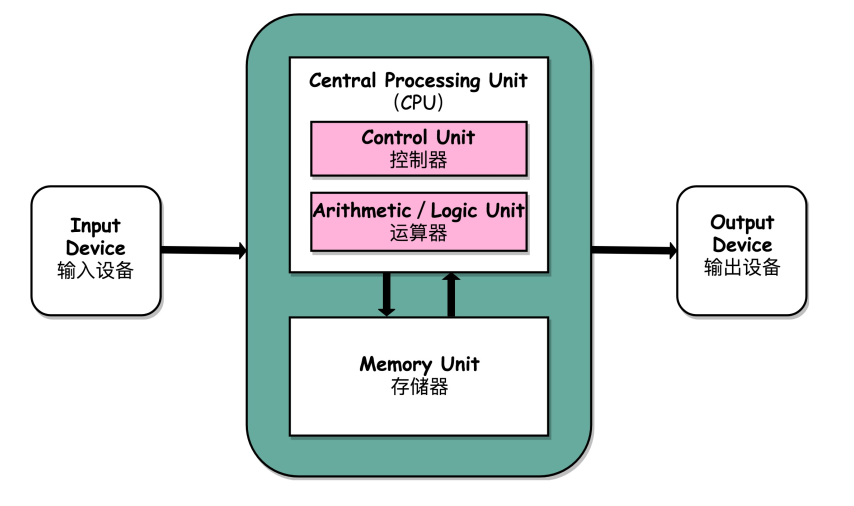 Central Processing Unit
(CPU)
Control Unit
控制器
Arithmetic / Logic Unit
运算器
Input
Device
输入设备
Output
Device
输出设备
Memory Unit
存储器